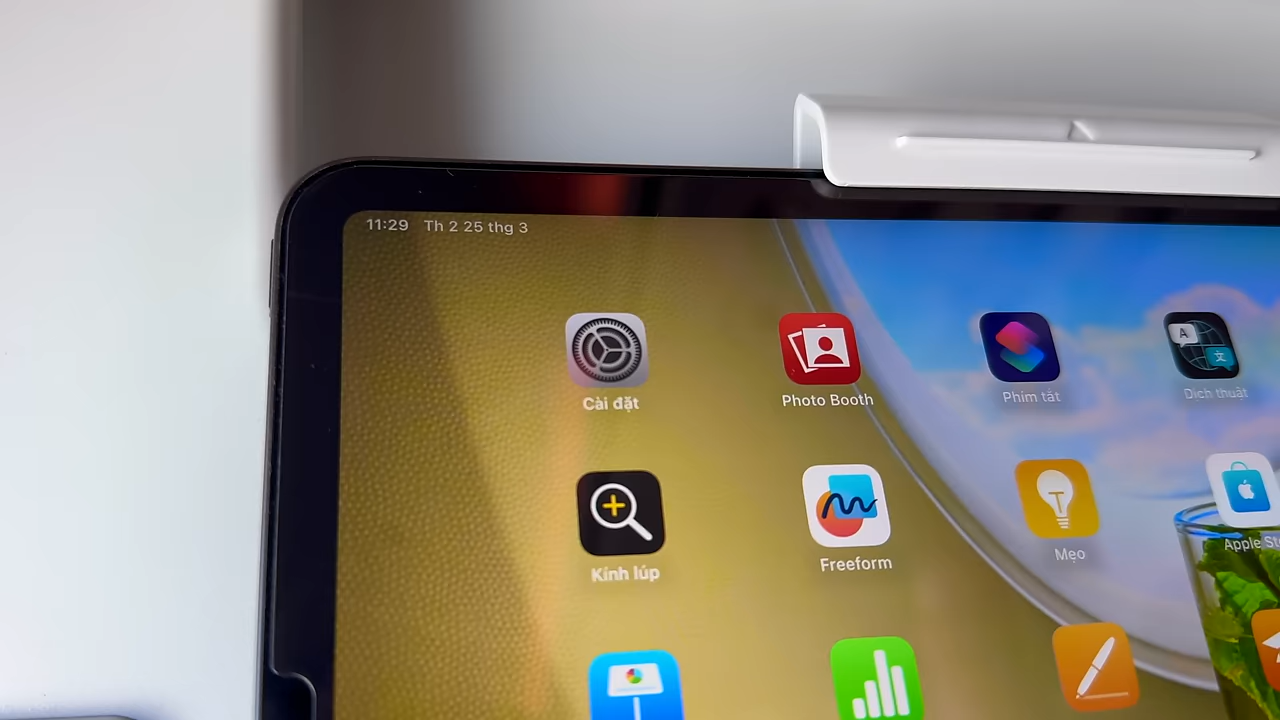 11:29 Th 2 25 thg 3
Cài đặt
Photo Booth
Phím tắt
Dịch thuật
Kính lúp
Freeform
Mẹo
Apple